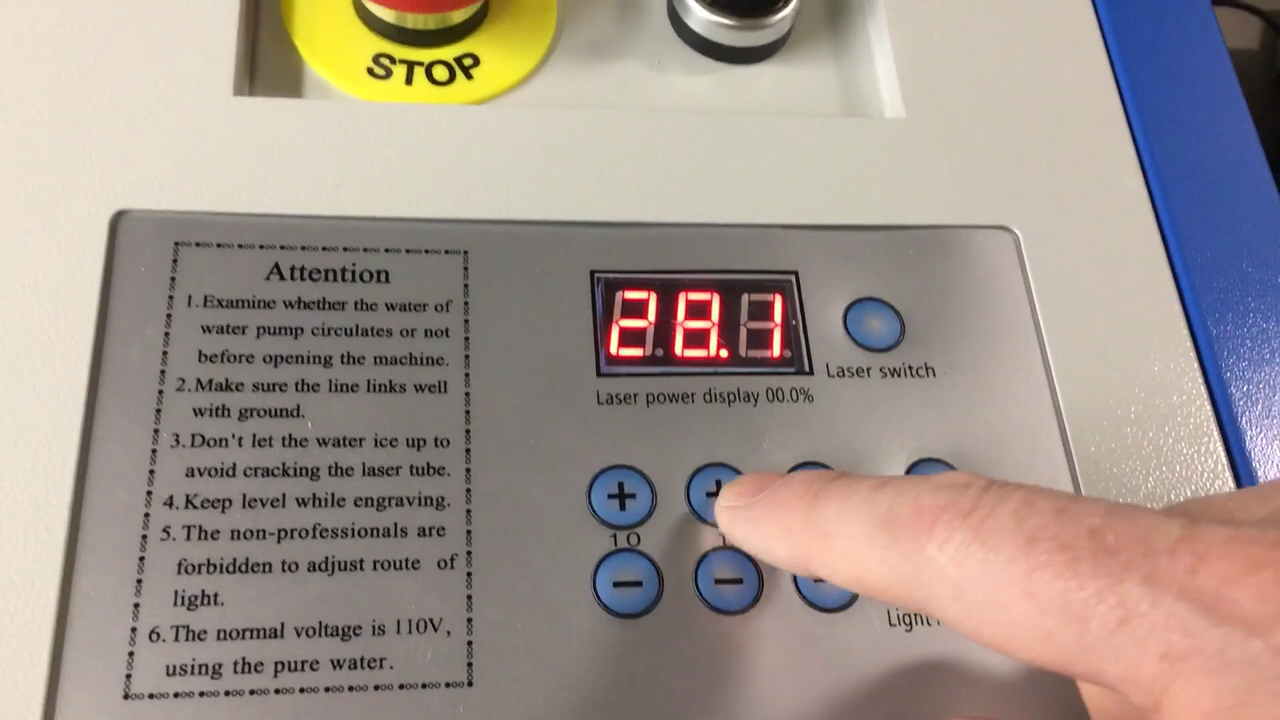 STOP
Attention
1.Examine whether the water of
water pump circulates or not
before opening the machine.
2.Make sure the line links well
with ground.
3.Don't let the water ice up to
avoid cracking the laser tube.
4.Keep level while engraving.
5.The non-professionals are
forbidden to adjust route of
light.
6.The normal voltage is 110V,
using the pure water.
28.1
Laser switch
Laser power display 00.0%
+ +
10
- - -
Light